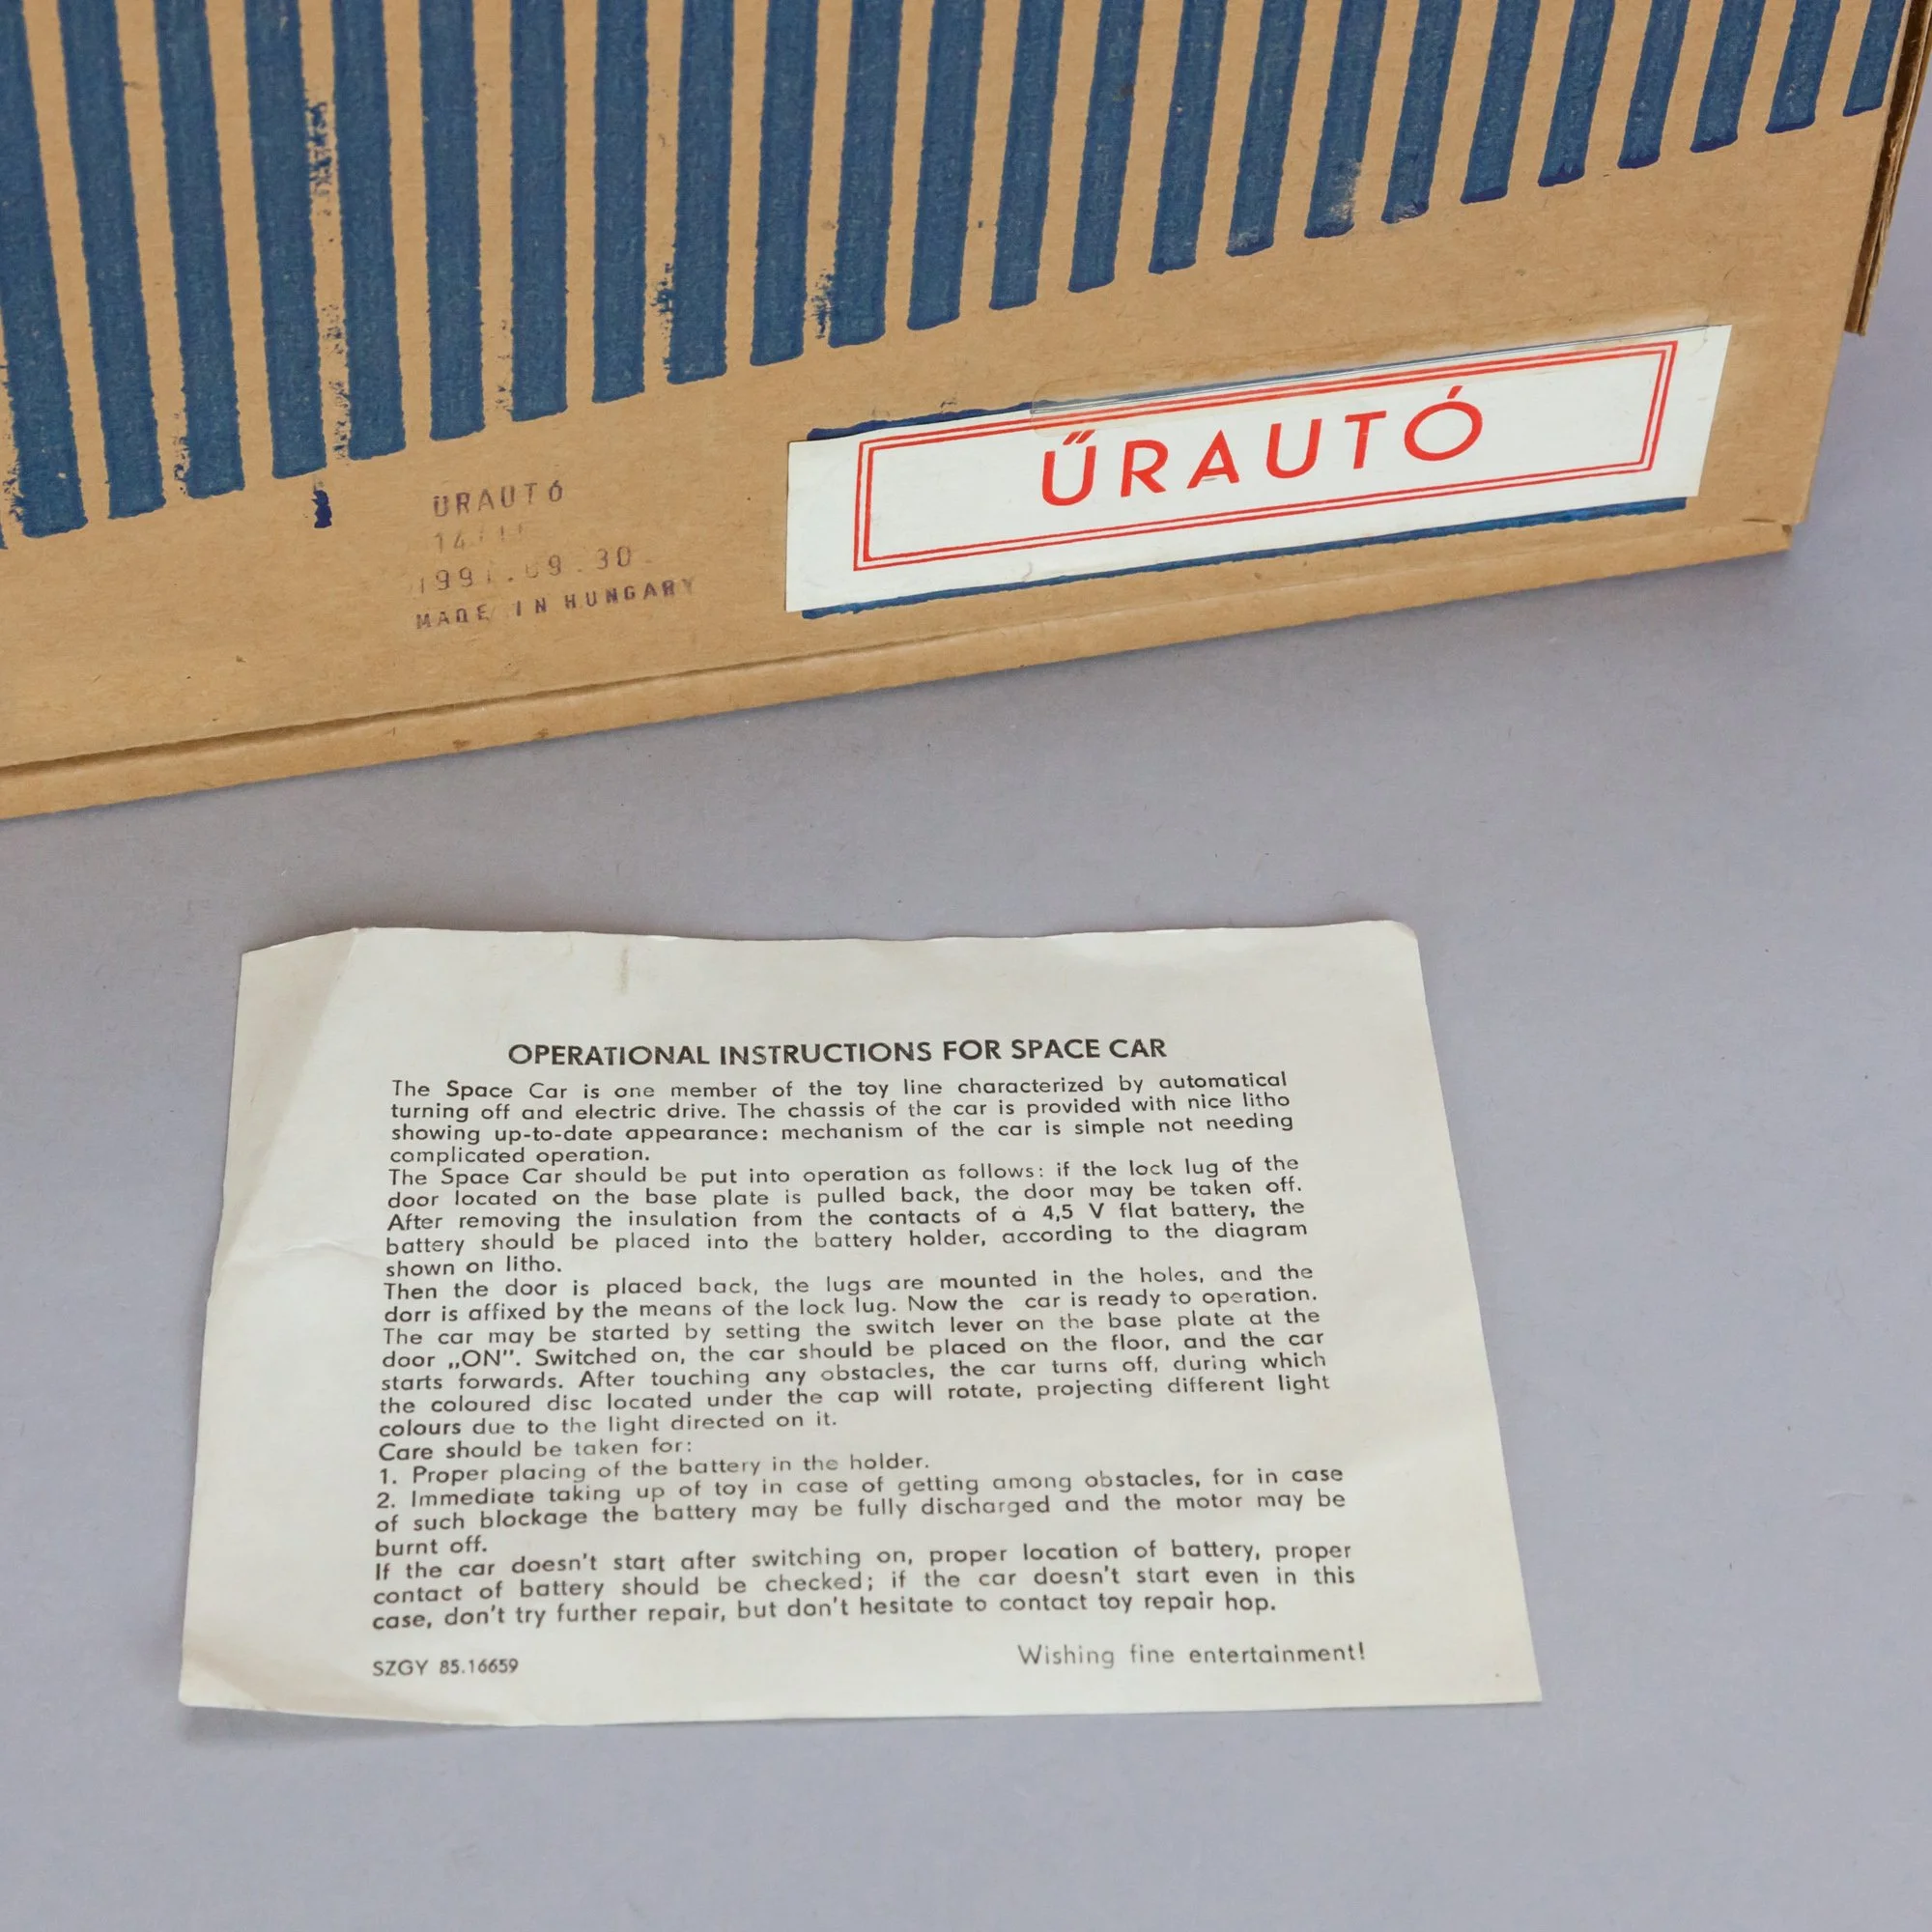 ŰRAUTÓ
URAUTÓ
MADE IN HUNGARY
OPERATIONAL INSTRUCTIONS FOR SPACE CAR
The Space Car is one member of the toy line characterized by automatical
turning off and electric drive. The chassis of the car is provided with nice litho
showing up-to-date appearance: mechanism of the car is simple not needing
complicated operation.
The Space Car should be put into operation as follows: if the lock lug of the
door located on the base plate is pulled back, the door may be taken off.
After removing the insulation from the contacts of a 4,5 V flat battery, the
battery should be placed into the battery holder, according to the diagram
shown on litho.
Then the door is placed back, the lugs are mounted in the holes, and the
dorr is affixed by the means of the lock lug. Now the car is ready to operation.
The car may be started by setting the switch lever on the base plate at the
door „ON". Switched on, the car should be placed on the floor, and the car
starts forwards. After touching any obstacles, the car turns off, during which
the coloured disc located under the cap will rotate, projecting different light
colours due to the light directed on it.
Care should be taken for:
1. Proper placing of the battery in the holder.
2. Immediate taking up of toy in case of getting among obstacles, for in case
of such blockage the battery may be fully discharged and the motor may be
burnt off.
If the car doesn't start after switching on, proper location of battery, proper
contact of battery should be checked; if the car doesn't start even in this
case, don't try further repair, but don't hesitate to contact toy repair hop.
SZGY 85.16659
Wishing fine entertainment!